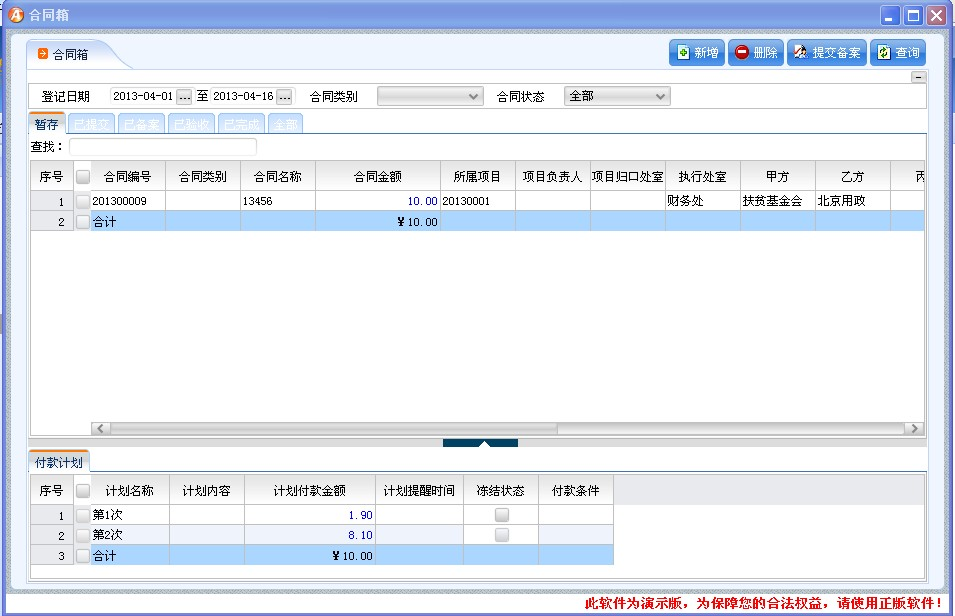 合同箱
合同箱
新增 删除 提交备案 查询
登记日期 2013-04-01 ... 至 2013-04-16 ... 合同类别 合同状态 全部
暂存 已提交 已备案 已验收 已完成 全部
查找：
序号 合同编号 合同类别 合同名称 合同金额 所属项目 项目负责人 项目归口处室 执行处室 甲方 乙方
1 201300009 13456 10.00 20130001 财务处 扶贫基金会 北京用政
2 合计 ¥10.00
付款计划
序号 计划名称 计划内容 计划付款金额 计划提醒时间 冻结状态 付款条件
1 第1次 1.90
2 第2次 8.10
3 合计 ¥10.00
此软件为演示版，为保障您的合法权益，请使用正版软件！